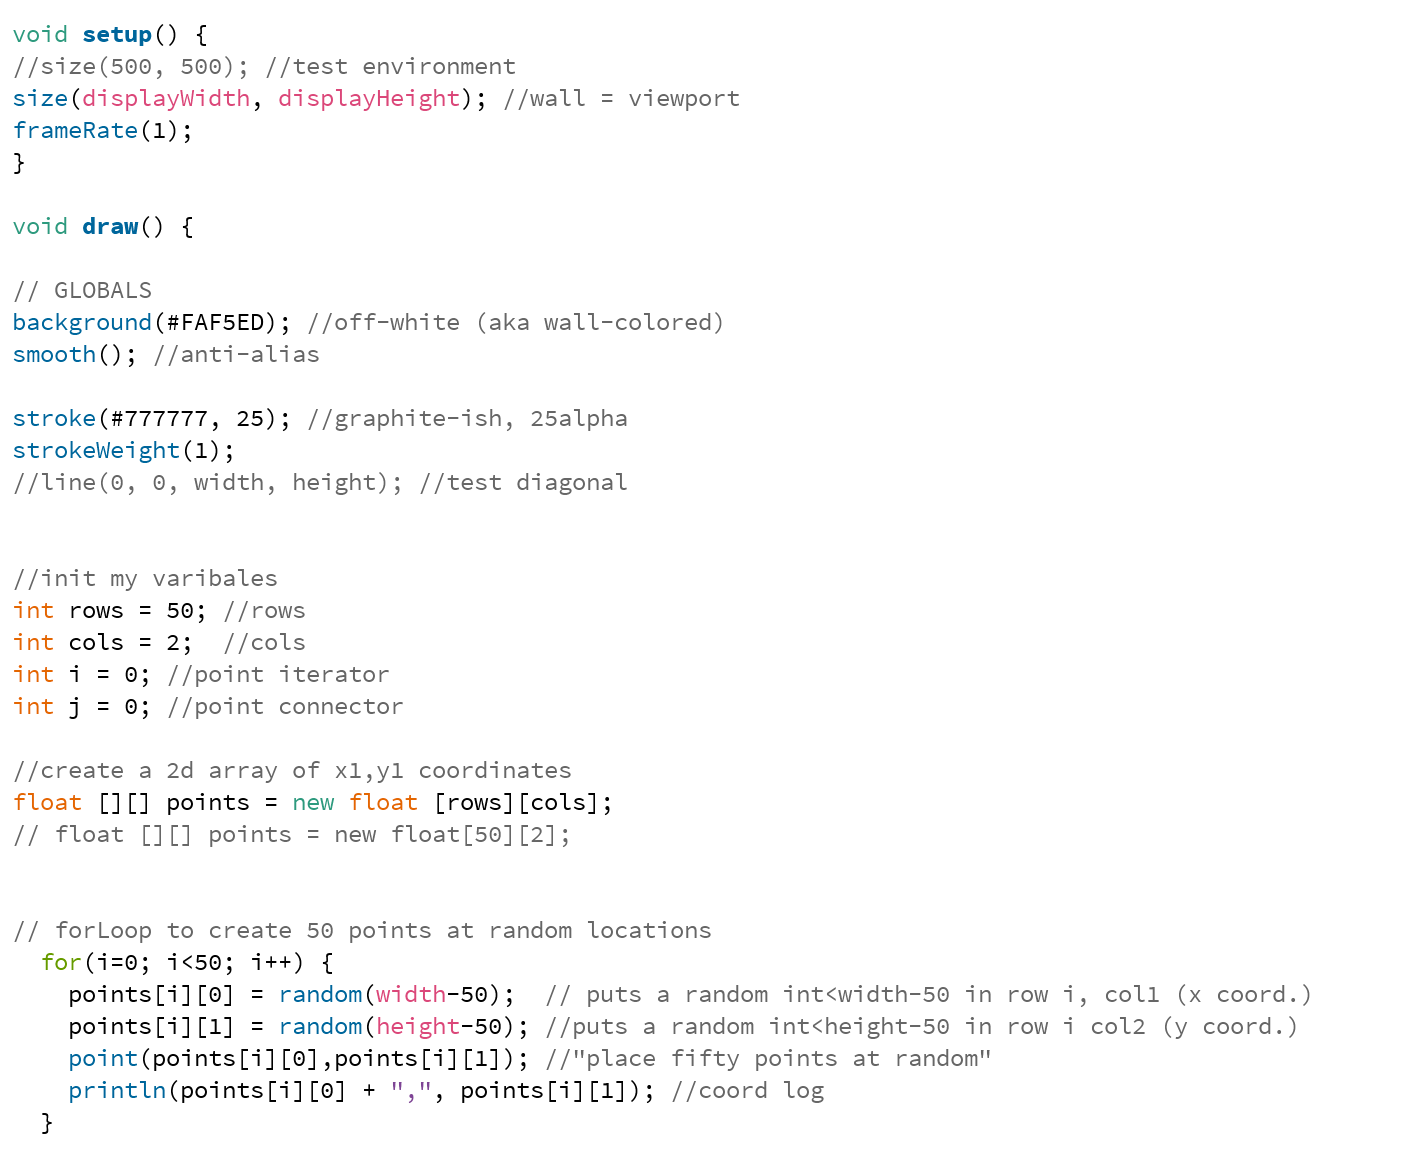 void setup() {
//size(500, 500); //test environment
size(displayWidth, displayHeight); //wall = viewport
frameRate(1);
}
void draw() {
// GLOBALS
background(#FAF5ED); //off-white (aka wall-colored)
smooth(); //anti-alias
stroke(#777777, 25); //graphite-ish, 25alpha
strokeWeight(1);
//line(0, 0, width, height); //test diagonal
//init my varibales
int rows = 50; //rows
int cols = 2;  //cols
int i = 0; //point iterator
int j = 0; //point connector
//create a 2d array of x1,y1 coordinates
float [][] points = new float [rows][cols];
// float [][] points = new float[50][2];
// forLoop to create 50 points at random locations
  for(i=0; i<50; i++) {
    points[i][0] = random(width-50);  // puts a random int<width-50 in row i, col1 (x coord.)
    points[i][1] = random(height-50); //puts a random int<height-50 in row i col2 (y coord.)
    point(points[i][0],points[i][1]); //"place fifty points at random"
    println(points[i][0] + ",", points[i][1]); //coord log
  }